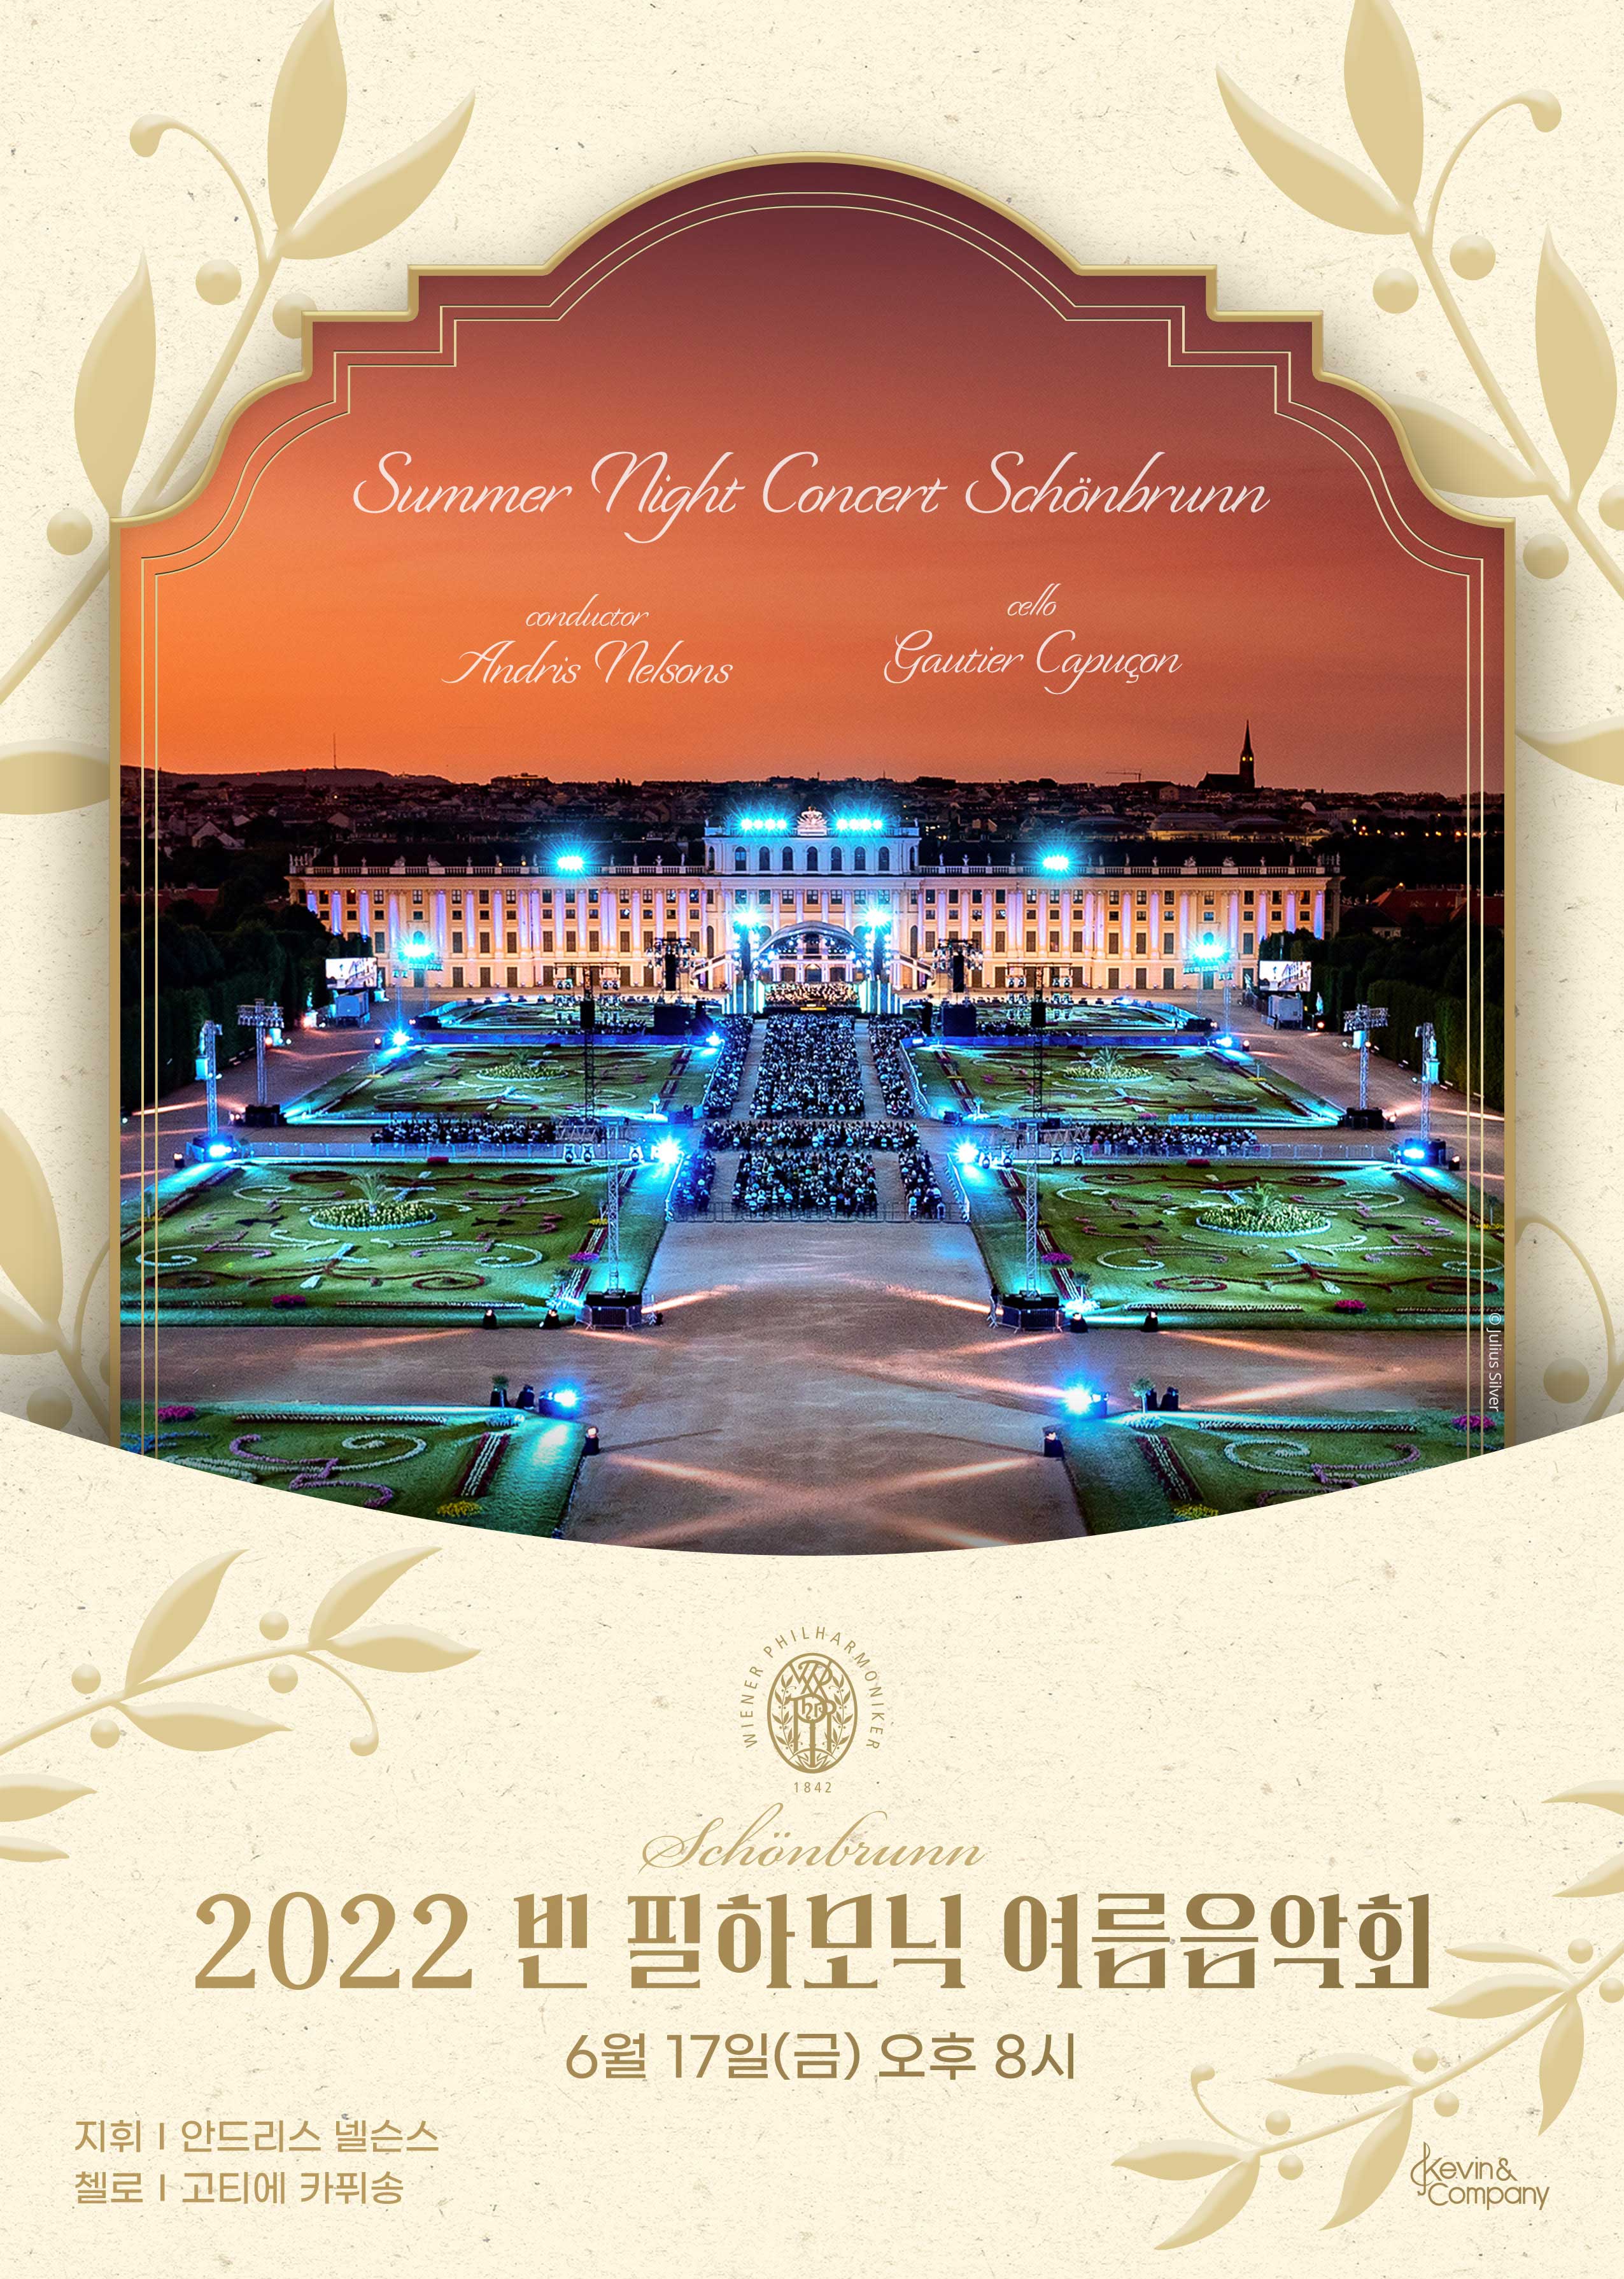 Summer Night Concert Schönbrunn
conductor
Andris Nelsons
cello
Gautier Capuçon
© Julius Silver
WIENER PHILHARMONIKER
1842
Schönbrunn
2022 빈 필하모닉 여름음악회
6월 17일(금) 오후 8시
지휘 I 안드리스 넬슨스
첼로 I 고티에 카퓌송
Kevin&
Company